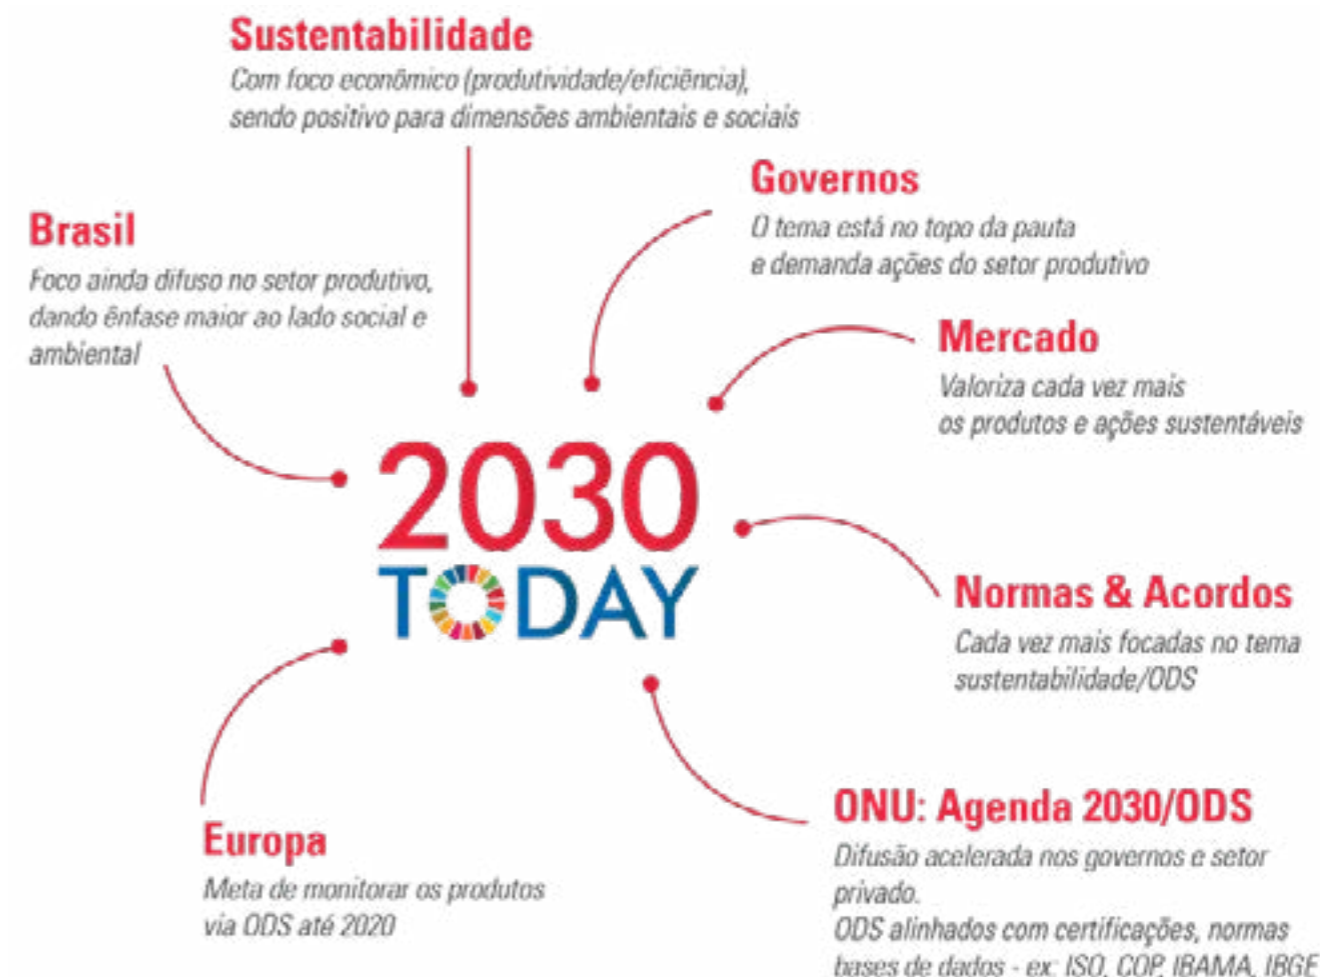 Sustentabilidade
Com foco econômico (produtividade/eficiência),
sendo positivo para dimensões ambientais e sociais
Governos
O tema está no topo da pauta
e demanda ações do setor produtivo
Brasil
Foco ainda difuso no setor produtivo,
dando ênfase maior ao lado social e
ambiental
Mercado
Valoriza cada vez mais
os produtos e ações sustentáveis
2030
TODAY
Normas & Acordos
Cada vez mais focadas no tema
sustentabilidade/ODS
Europa
Meta de monitorar os produtos
via ODS até 2020
ONU: Agenda 2030/ODS
Difusão acelerada nos governos e setor
privado.
ODS alinhados com certificações, normas
bases de dados - ex: ISO, COP, IBAMA, IBGE